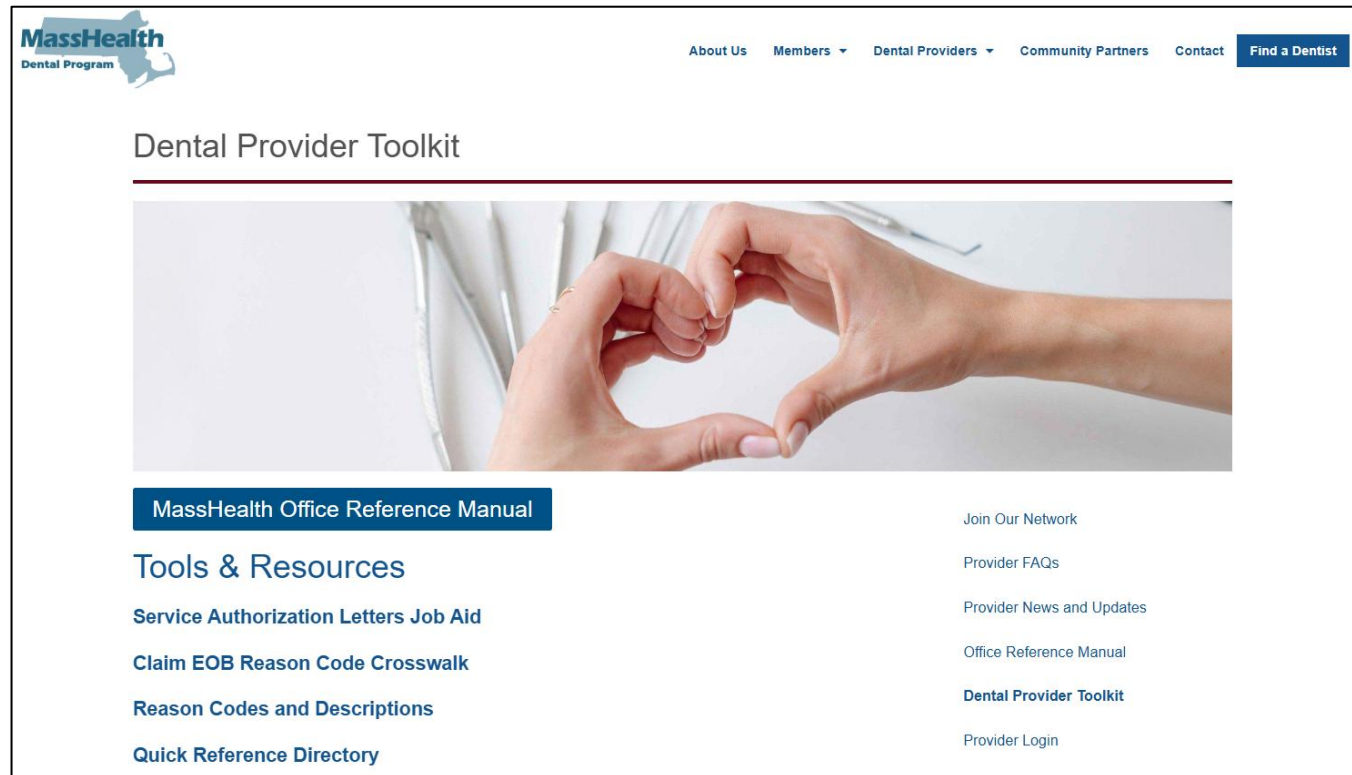 MassHealth
Dental Program
About Us Members Dental Providers Community Partners Contact Find a Dentist
Dental Provider Toolkit
MassHealth Office Reference Manual
Tools & Resources
Service Authorization Letters Job Aid
Claim EOB Reason Code Crosswalk
Reason Codes and Descriptions
Quick Reference Directory
Join Our Network
Provider FAQs
Provider News and Updates
Office Reference Manual
Dental Provider Toolkit
Provider Login